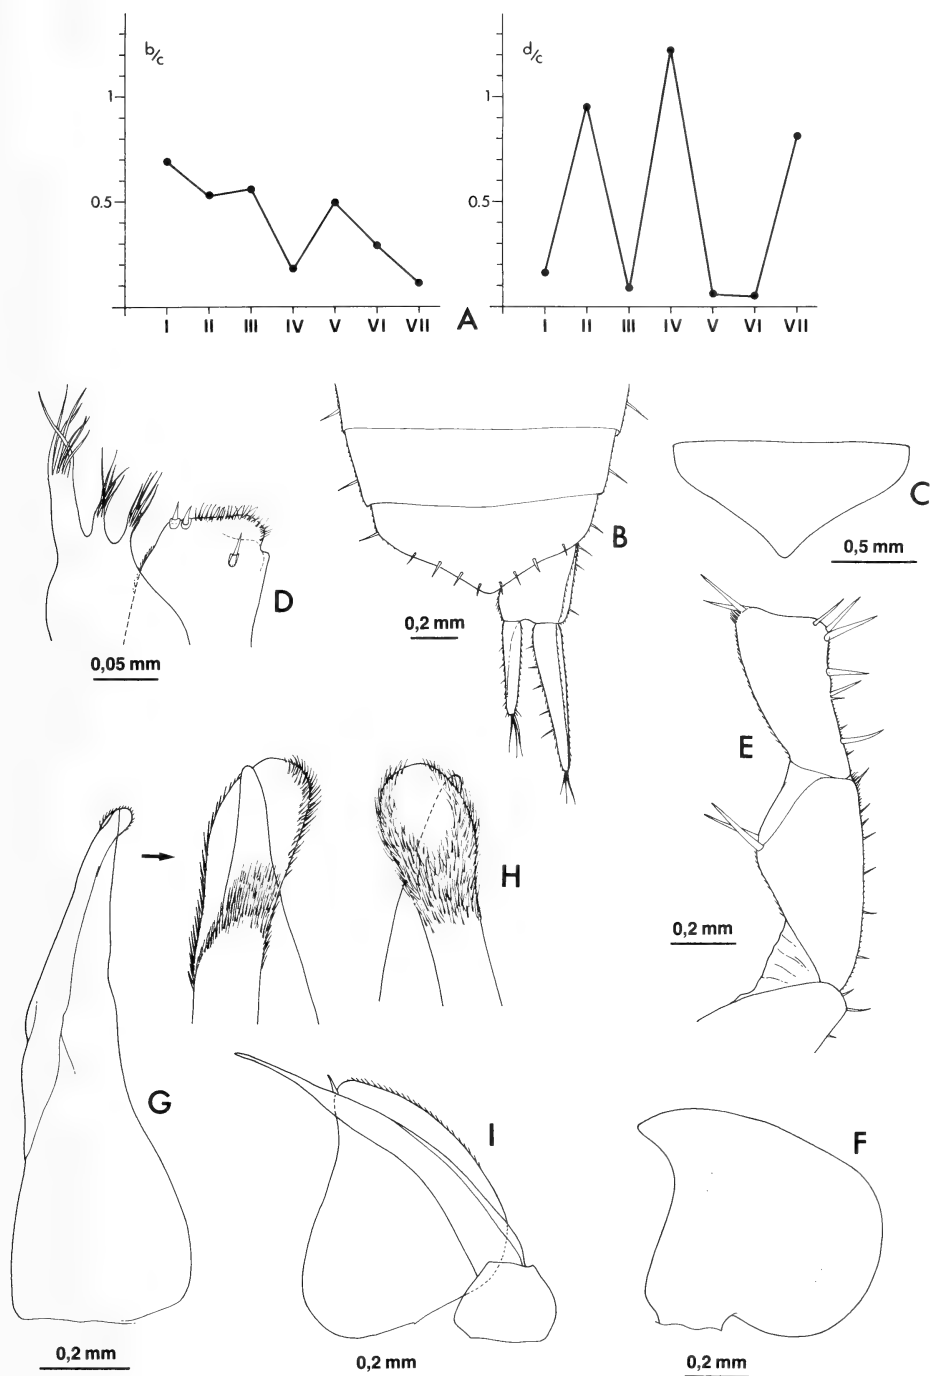 b/c
d/c
1
1
0.5
0.5
I II III IV V VI VII
A
I II III IV V VI VII
B
C
0,5 mm
D
0,2 mm
0,05 mm
E
H
0,2 mm
G
I
F
0,2 mm
0,2 mm
0,2 mm